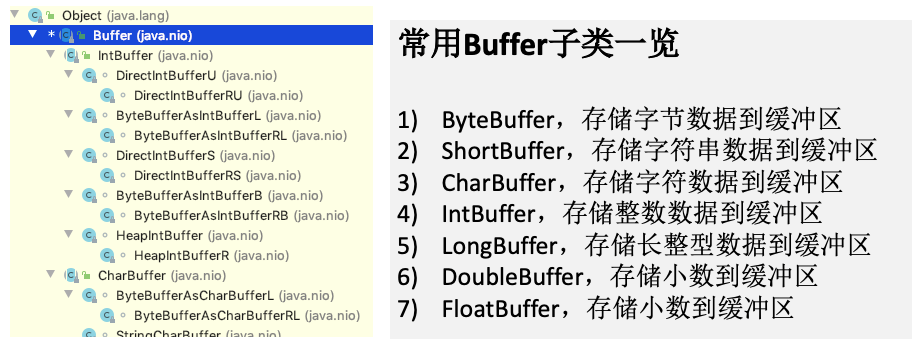 Object (java.lang)
* Buffer (java.nio)
IntBuffer (java.nio)
DirectIntBufferU (java.nio)
DirectIntBufferRU (java.nio)
ByteBufferAsIntBufferL (java.nio)
ByteBufferAsIntBufferRL (java.nio)
DirectIntBufferS (java.nio)
DirectIntBufferRS (java.nio)
ByteBufferAsIntBufferB (java.nio)
ByteBufferAsIntBufferRB (java.nio)
HeapIntBuffer (java.nio)
HeapIntBufferR (java.nio)
CharBuffer (java.nio)
ByteBufferAsCharBufferL (java.nio)
ByteBufferAsCharBufferRL (java.nio)
StringCharBuffer (java.nio)
常用Buffer子类一览
1) ByteBuffer，存储字节数据到缓冲区
2) ShortBuffer，存储字符串数据到缓冲区
3) CharBuffer，存储字符数据到缓冲区
4) IntBuffer，存储整数数据到缓冲区
5) LongBuffer，存储长整型数据到缓冲区
6) DoubleBuffer，存储小数到缓冲区
7) FloatBuffer，存储小数到缓冲区